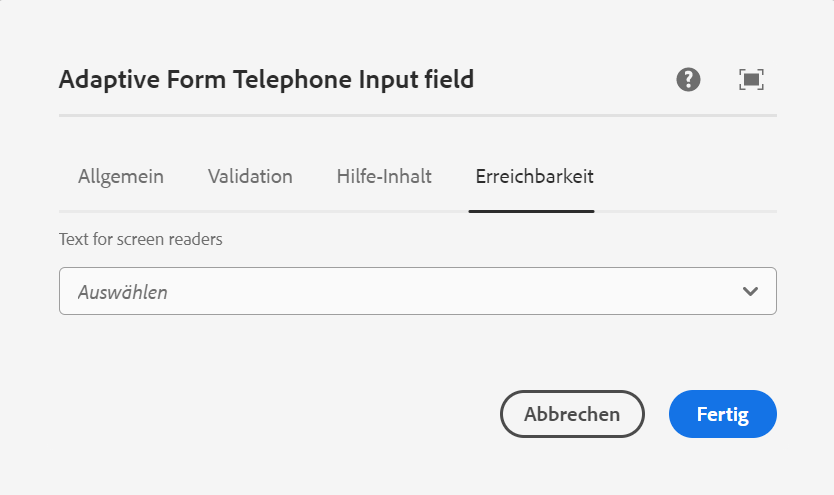 Adaptive Form Telephone Input field
Allgemein Validation Hilfe-Inhalt Erreichbarkeit
Text for screen readers
Auswählen
Abbrechen Fertig